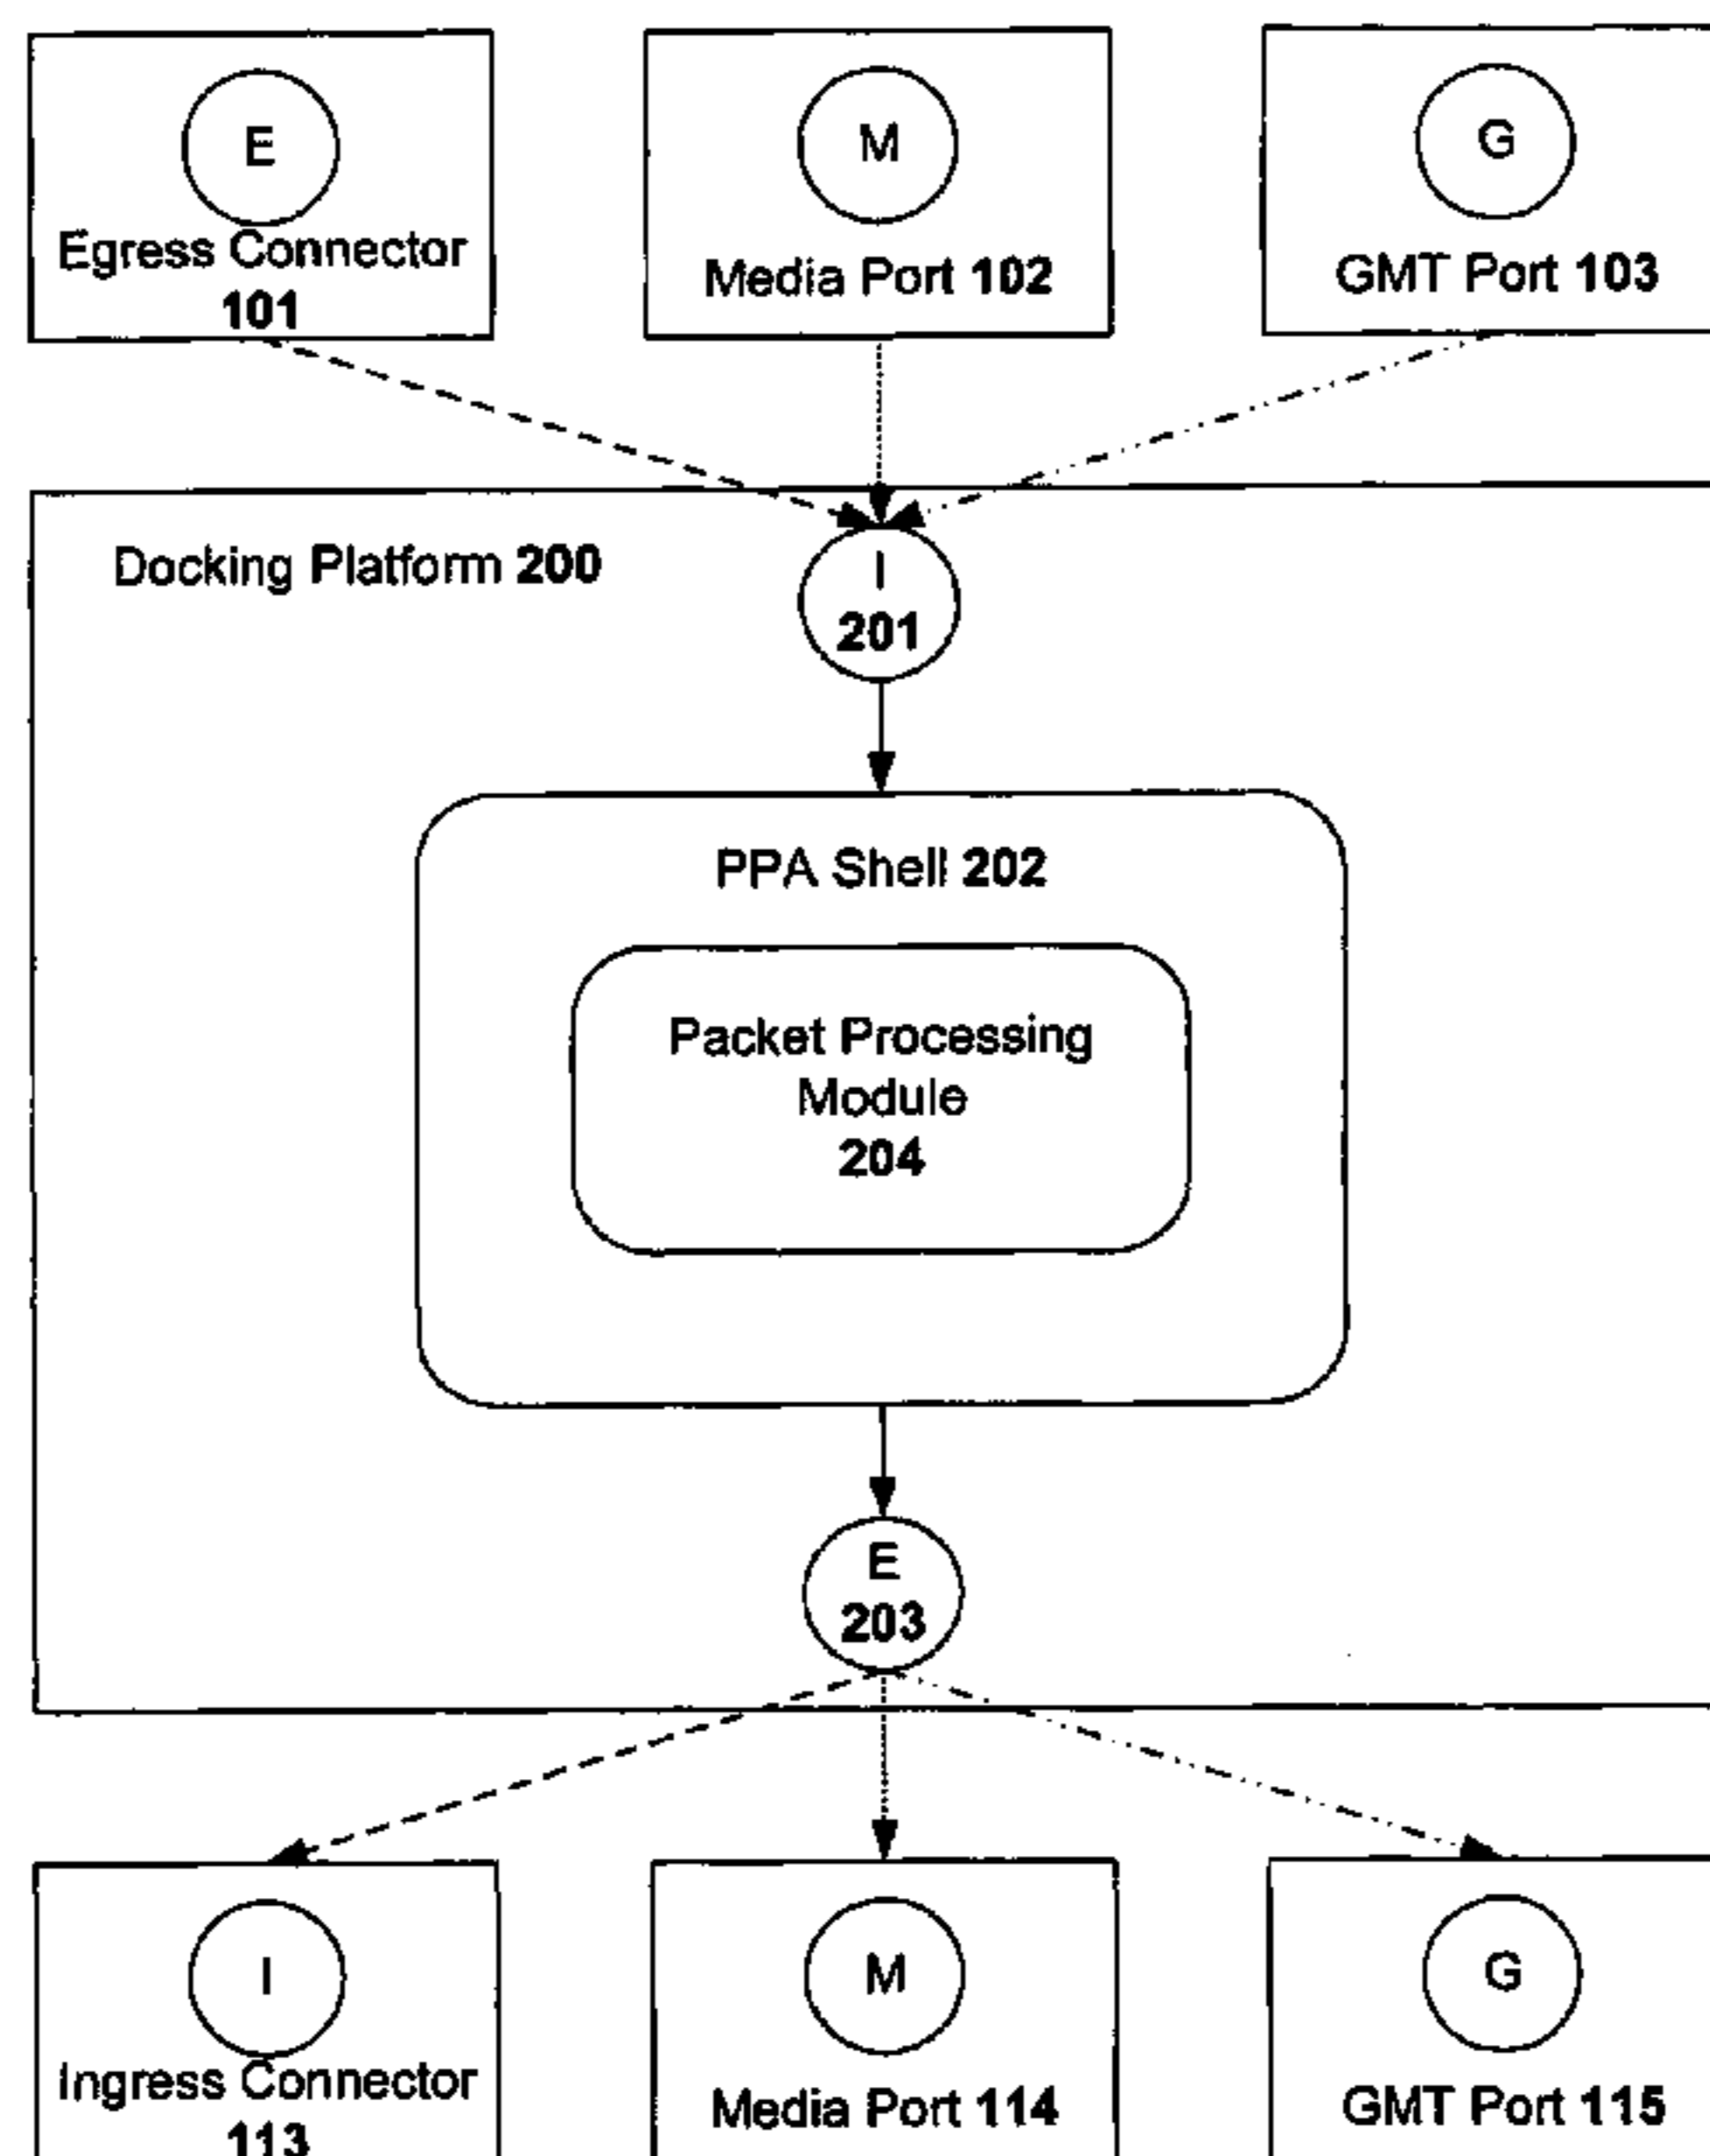 E
Egress Connector
101
M
Media Port 102
G
GMT Port 103
Docking Platform 200
I
201
PPA Shell 202
Packet Processing
Module
204
E
203
I
Ingress Connector
113
M
Media Port 114
G
GMT Port 115